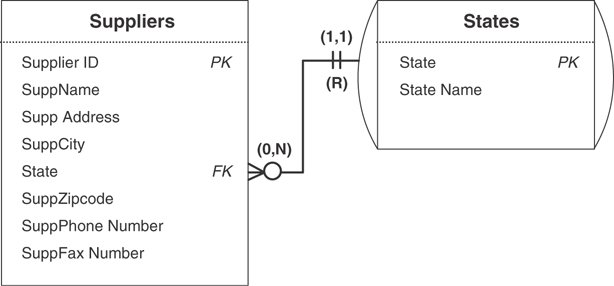 Suppliers
Supplier ID PK
SuppName
Supp Address
SuppCity
State FK
SuppZipcode
SuppPhone Number
SuppFax Number
(0,N)
(1,1)
(R)
States
State PK
State Name